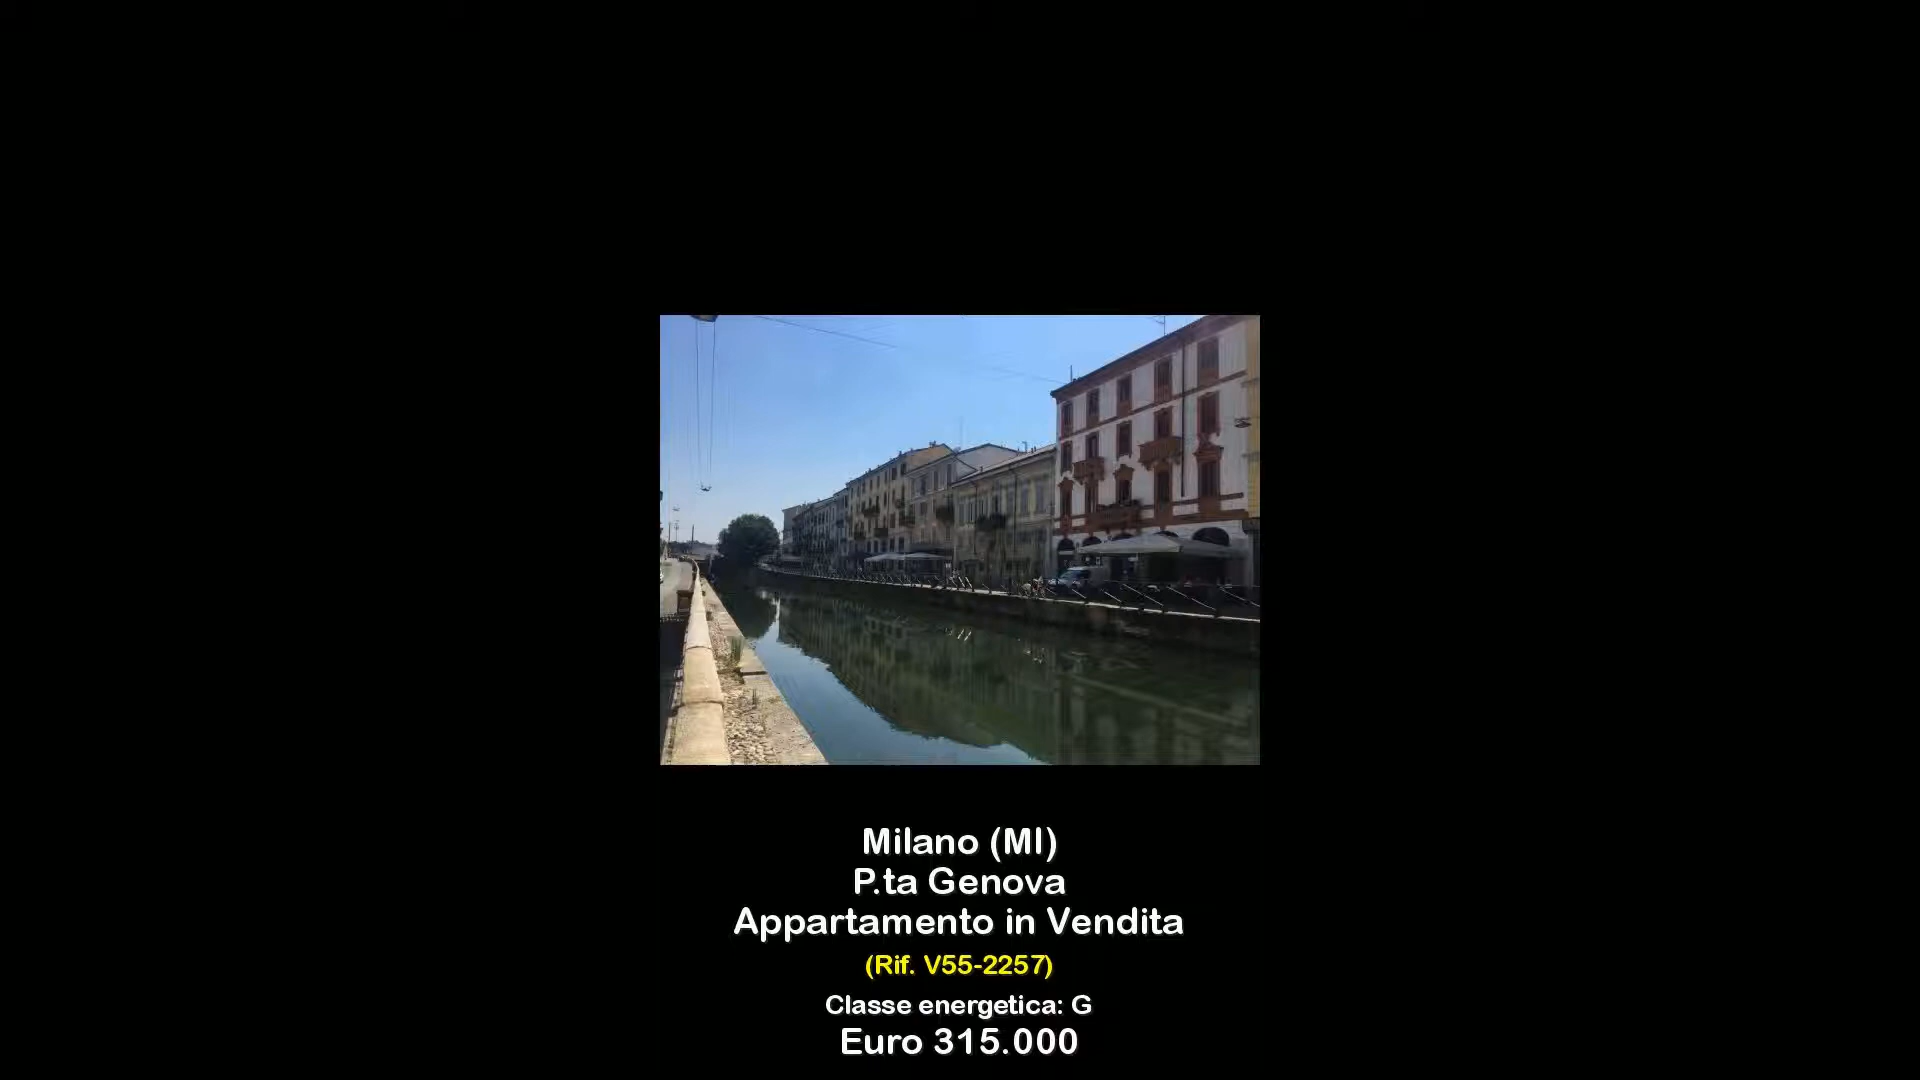 Milano (MI)
P.ta Genova
Appartamento in Vendita
(Rif. V55-2257)
Classe energetica: G
Euro 315.000